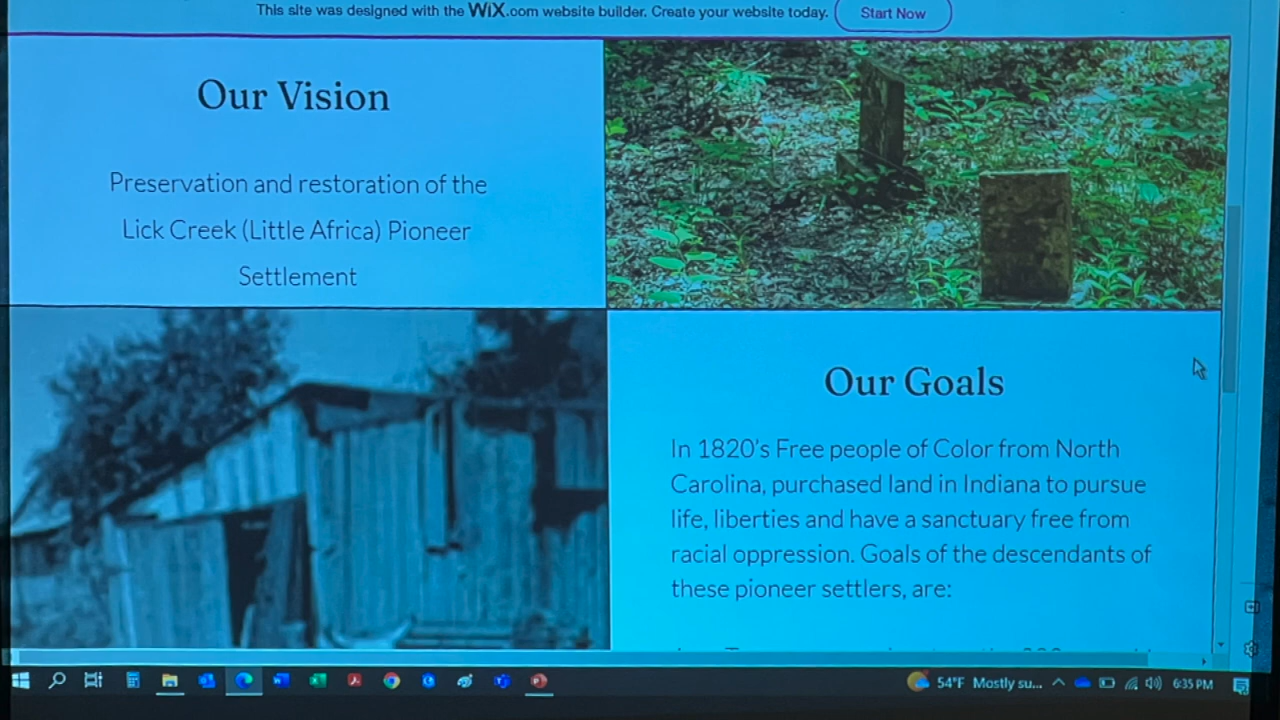 This site was designed with the WiX.com website builder. Create your website today. Start Now
Our Vision
Preservation and restoration of the
Lick Creek (Little Africa) Pioneer
Settlement
Our Goals
In 1820's Free people of Color from North
Carolina, purchased land in Indiana to pursue
life, liberties and have a sanctuary free from
racial oppression. Goals of the descendants of
these pioneer settlers, are:
54°F Mostly su... 6:35 PM